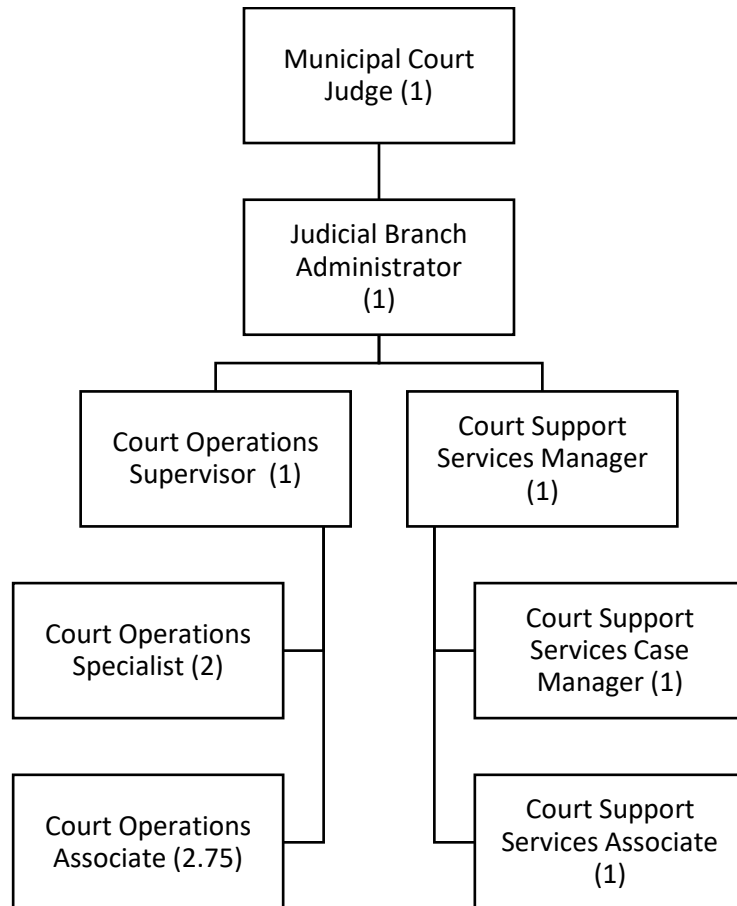 Municipal Court
Judge (1)
Judicial Branch
Administrator
(1)
Court Operations
Supervisor  (1)
Court Support
Services Manager
(1)
Court Operations
Specialist (2)
Court Support
Services Case
Manager (1)
Court Operations
Associate (2.75)
Court Support
Services Associate
(1)